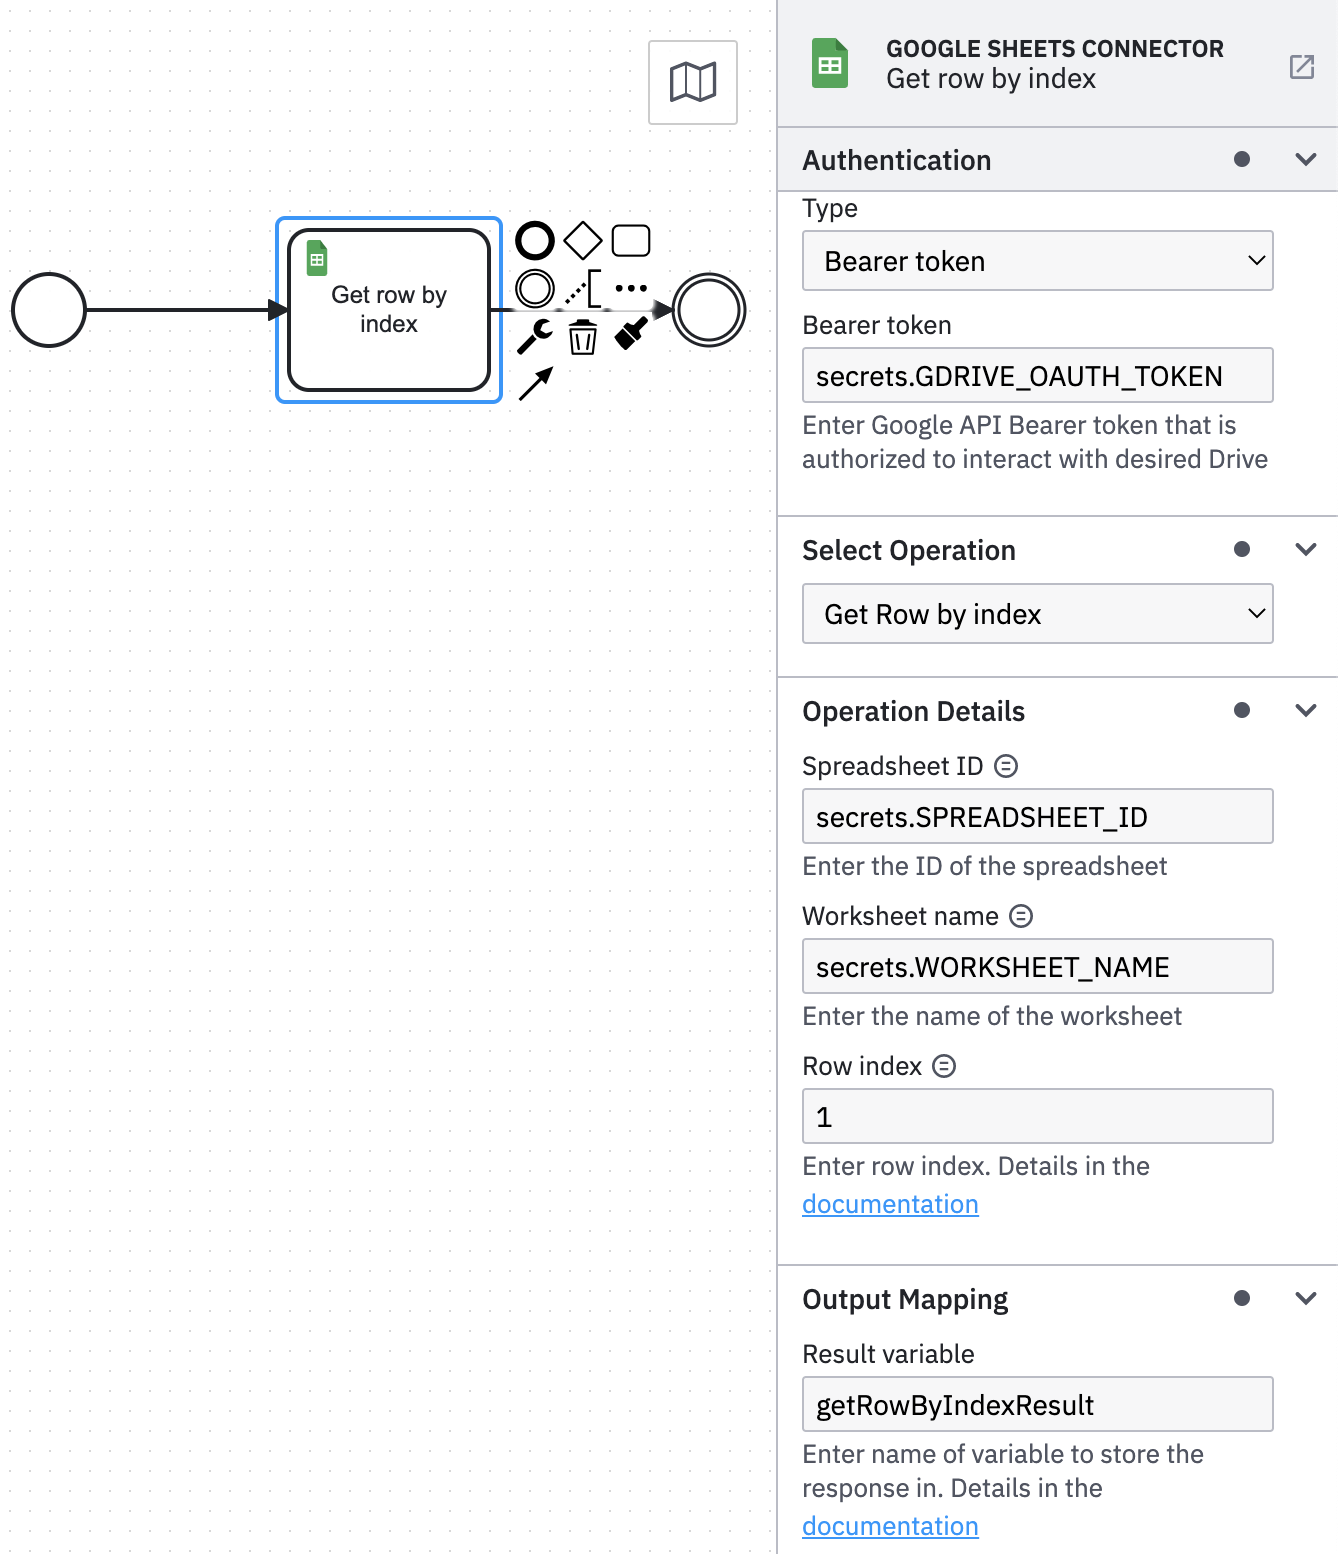 Get row by
index
GOOGLE SHEETS CONNECTOR
Get row by index
Authentication
Type
Bearer token
Bearer token
secrets.GDRIVE_OAUTH_TOKEN
Enter Google API Bearer token that is
authorized to interact with desired Drive
Select Operation
Get Row by index
Operation Details
Spreadsheet ID
secrets.SPREADSHEET_ID
Enter the ID of the spreadsheet
Worksheet name
secrets.WORKSHEET_NAME
Enter the name of the worksheet
Row index
1
Enter row index. Details in the
documentation
Output Mapping
Result variable
getRowByIndexResult
Enter name of variable to store the
response in. Details in the
documentation